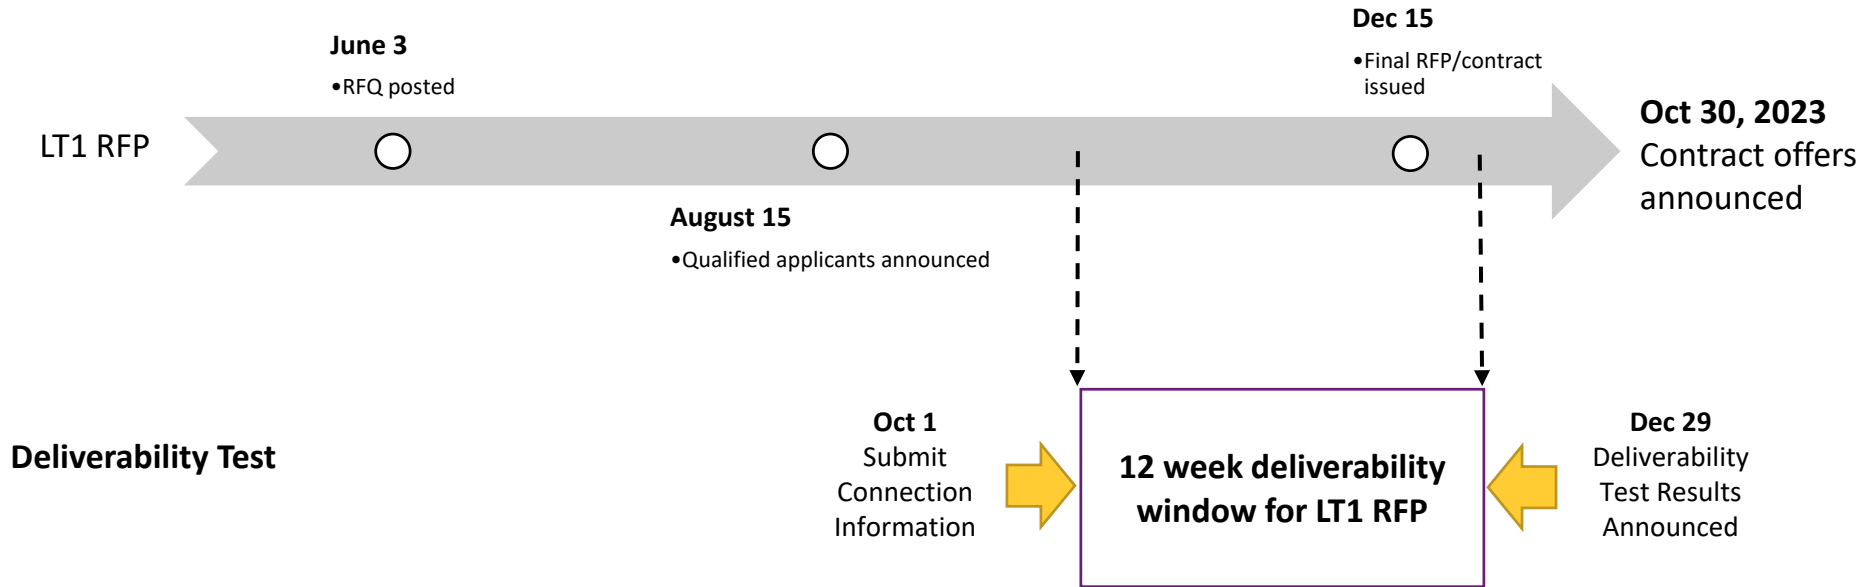 Dec 15
•Final RFP/contract
issued
June 3
•RFQ posted
LT1 RFP
Oct 30, 2023
Contract offers
announced
August 15
•Qualified applicants announced
Deliverability Test
Oct 1
Submit
Connection
Information
12 week deliverability
window for LT1 RFP
Dec 29
Deliverability
Test Results
Announced